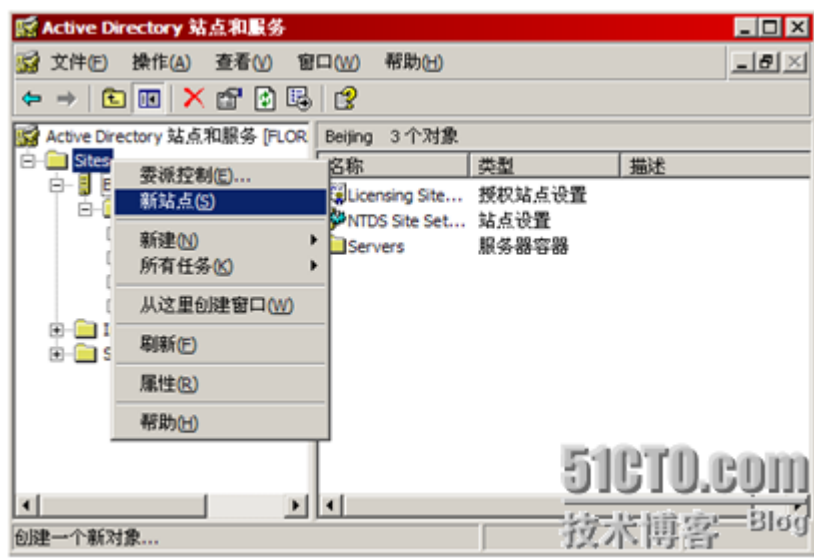 Active Directory 站点和服务
文件(F) 操作(A) 查看(V) 窗口(W) 帮助(H)
Active Directory 站点和服务 [FLOR
Beijing 3 个对象
Sites
名称 类型 描述
委派控制(E)...
新站点(S)
新建(N)
所有任务(K)
从这里创建窗口(W)
刷新(F)
属性(R)
帮助(H)
Licensing Site... 授权站点设置
NTDS Site Set... 站点设置
Servers 服务器容器
I
S
创建一个新对象...
51CTO.com
技术博客 Blog